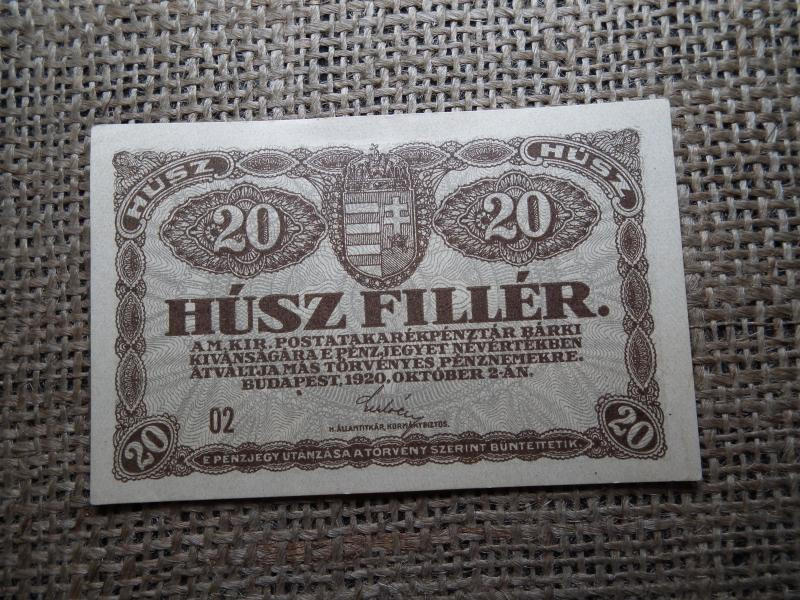 HÚSZ HÚSZ
20 20
HÚSZ FILLÉR.
A M. KIR. POSTATAKARÉKPÉNZTÁR BÁRKI
KIVÁNSÁGÁRA E PÉNZJEGYET NÉVÉRTÉKBEN
ÁTVÁLTJA MÁS TÖRVÉNYES PÉNZNEMEKRE.
BUDAPEST, 1920. OKTÓBER 2-ÁN.
02
H. ÁLLAMTITKÁR, KORMÁNYBIZTOS.
20 20
E PÉNZJEGY UTÁNZÁSA A TÖRVÉNY SZERINT BÜNTETTETIK.